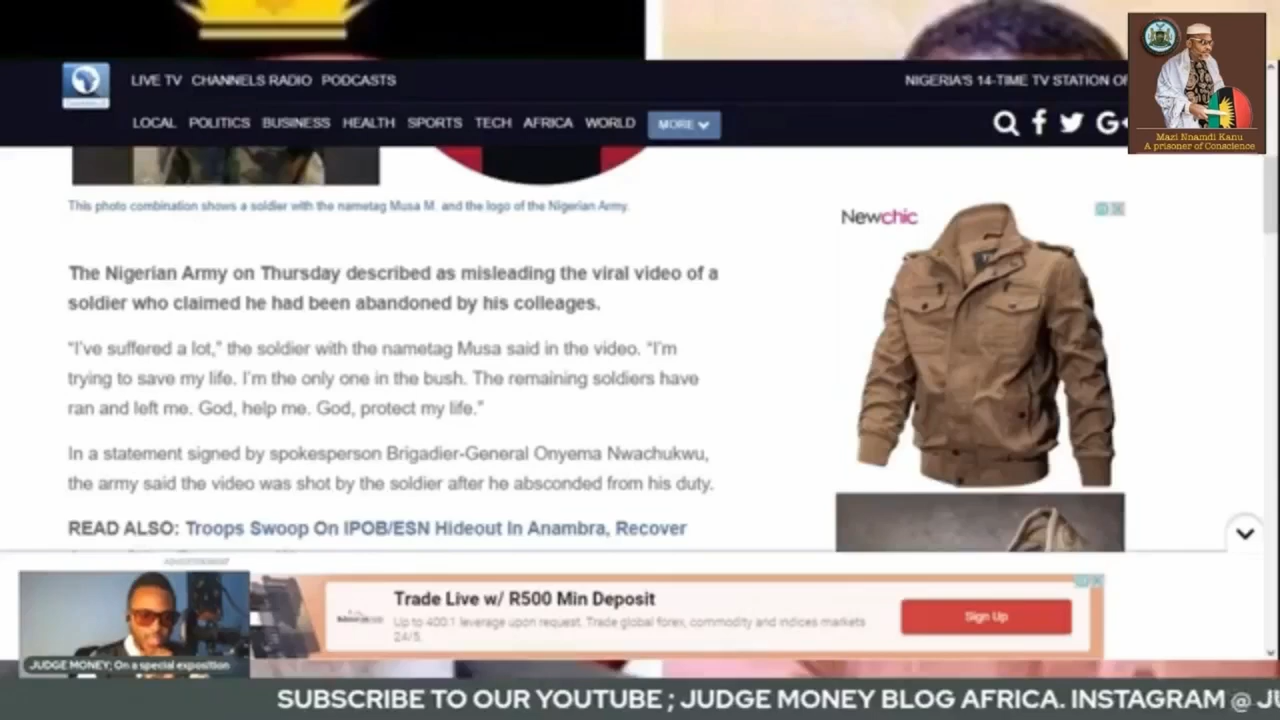 LIVE TV CHANNELS RADIO PODCASTS
NIGERIA'S 14-TIME TV STATION OF
LOCAL POLITICS BUSINESS HEALTH SPORTS TECH AFRICA WORLD MORE
Mazi Nnamdi Kanu
A prisoner of Conscience
This photo combination shows a soldier with the nametag Musa M. and the logo of the Nigerian Army.
Newchic
The Nigerian Army on Thursday described as misleading the viral video of a
soldier who claimed he had been abandoned by his colleages.
“I’ve suffered a lot,” the soldier with the nametag Musa said in the video. “I’m
trying to save my life. I’m the only one in the bush. The remaining soldiers have
ran and left me. God, help me. God, protect my life.”
In a statement signed by spokesperson Brigadier-General Onyema Nwachukwu,
the army said the video was shot by the soldier after he absconded from his duty.
READ ALSO: Troops Swoop On IPOB/ESN Hideout In Anambra, Recover
ADVERTISEMENT
Trade Live w/ R500 Min Deposit
Up to 400:1 leverage upon request. Trade global forex, commodity and indices markets
24/5.
Sign Up
JUDGE MONEY; On a special exposition
SUBSCRIBE TO OUR YOUTUBE ; JUDGE MONEY BLOG AFRICA. INSTAGRAM @ JU